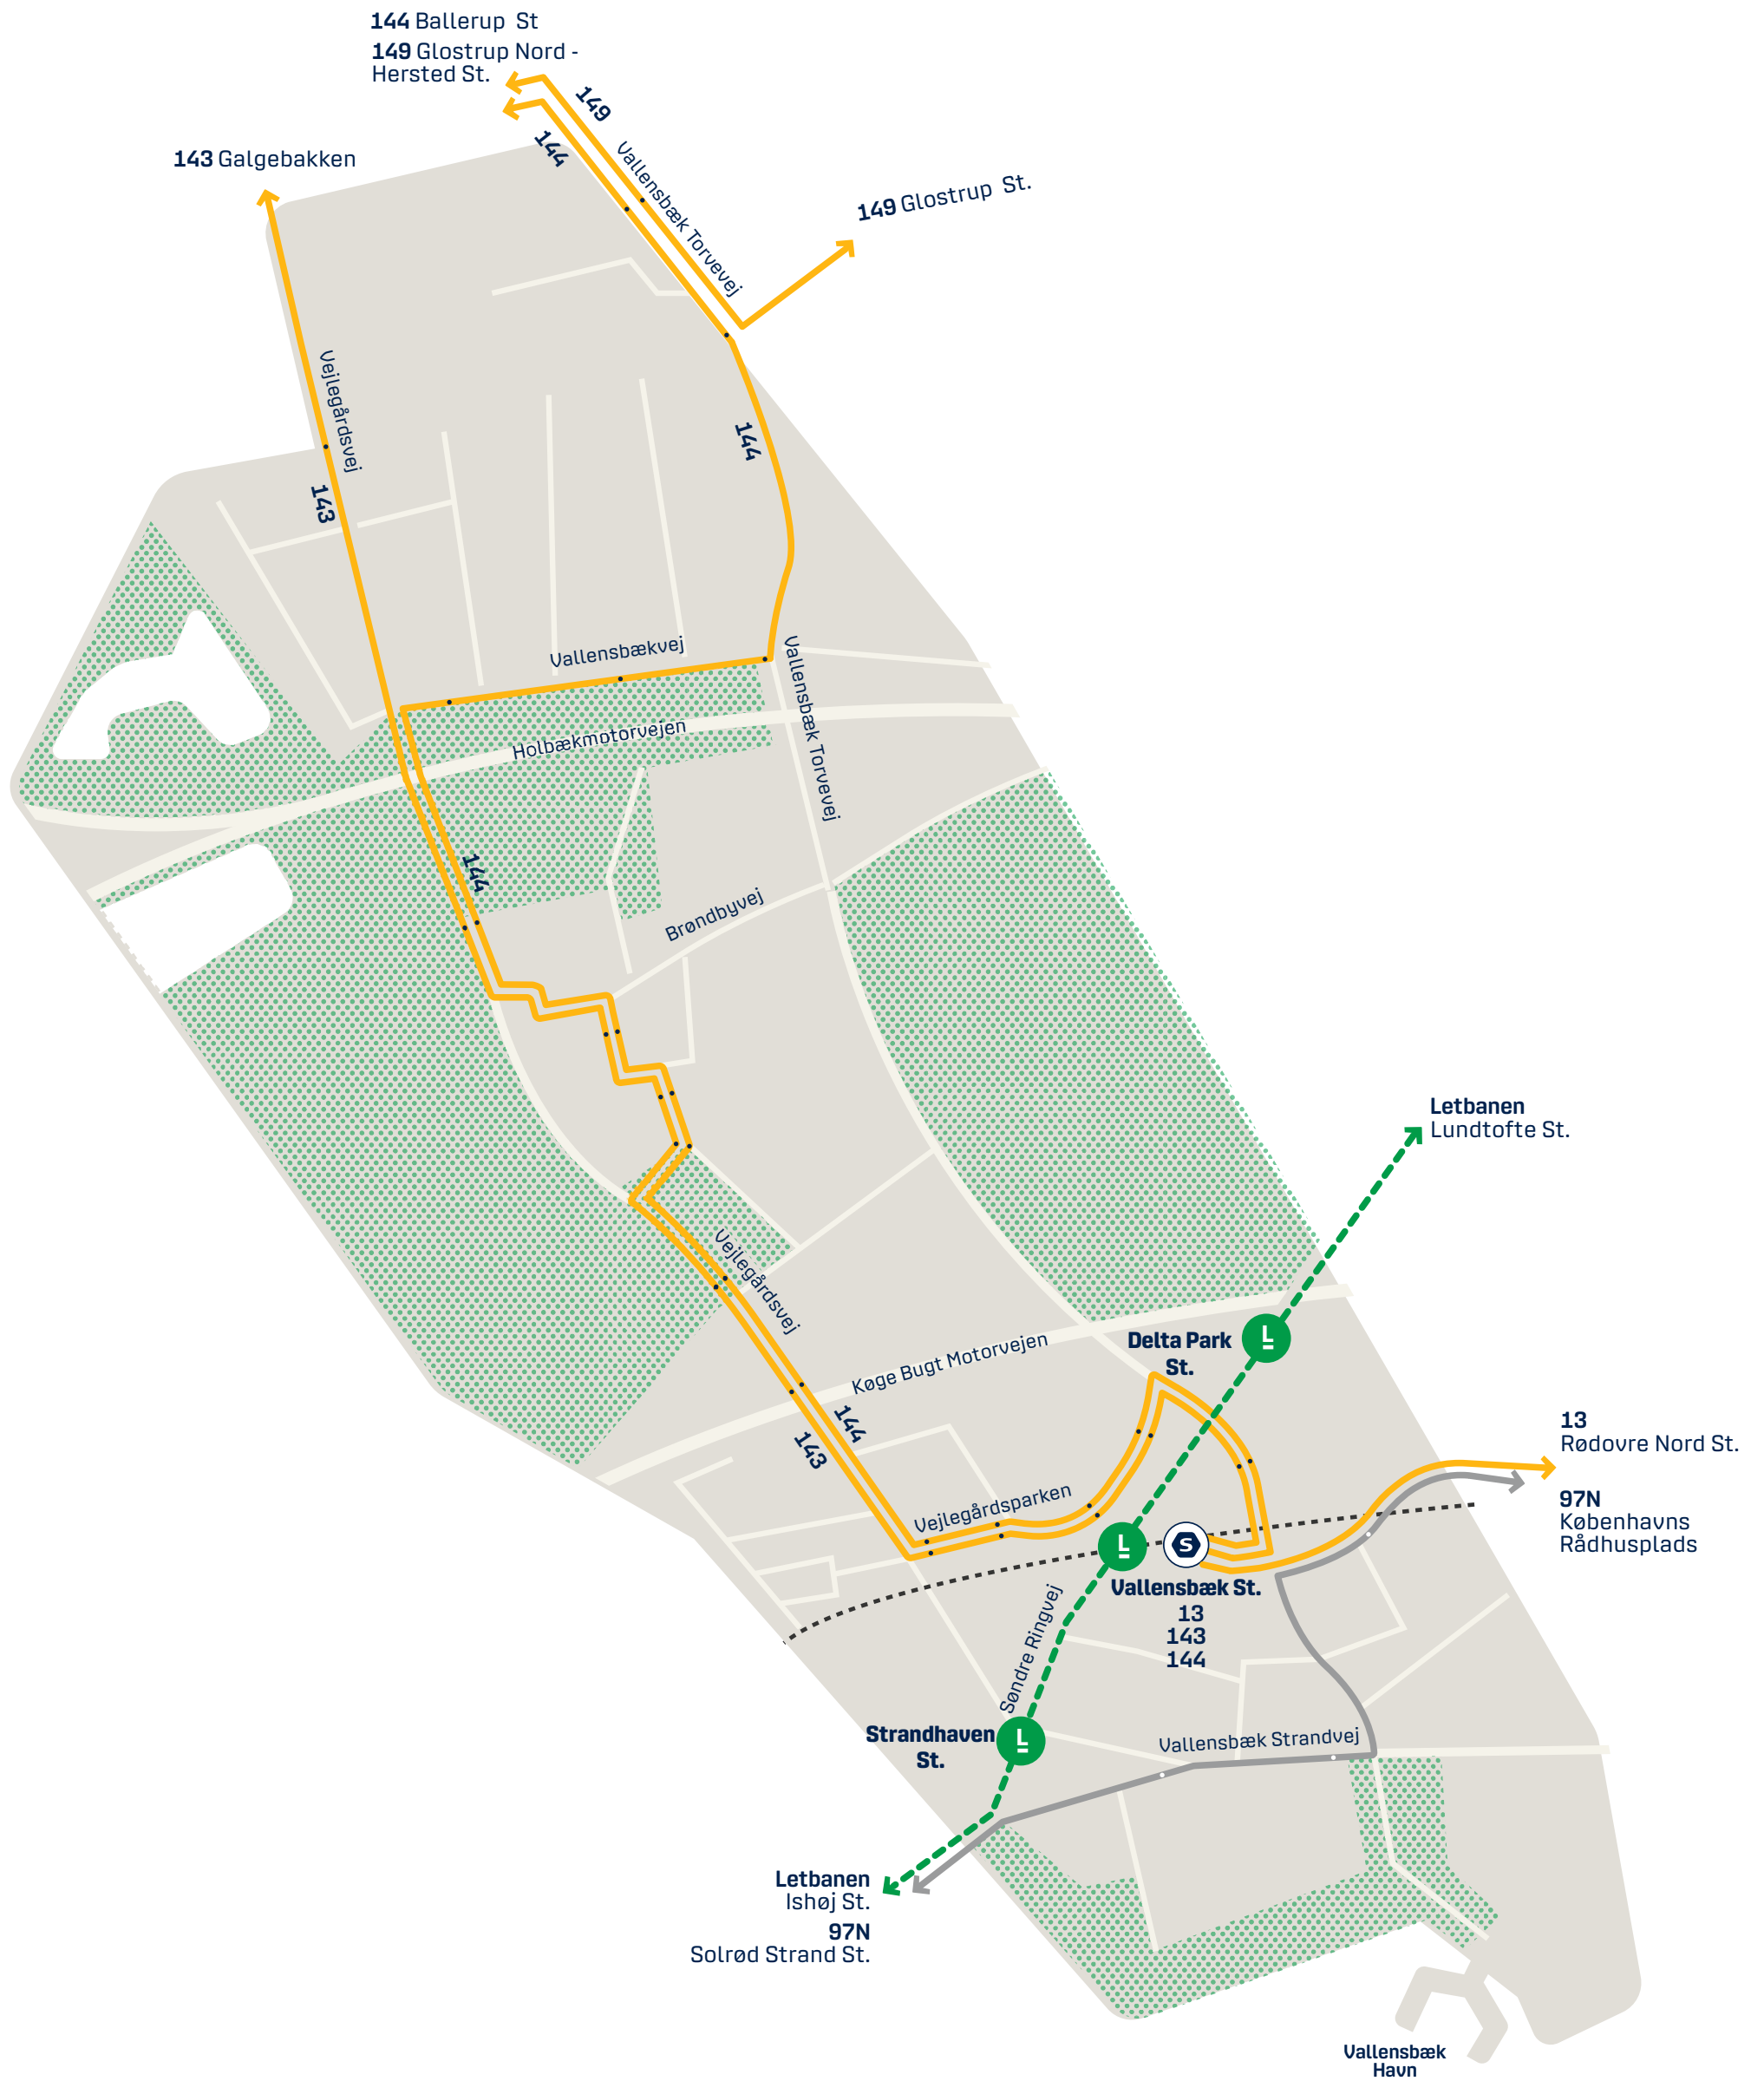 144 Ballerup St
149 Glostrup Nord -
Hersted St.
149
144
Vallensbæk Torvevej
143 Galgebakken
149 Glostrup St.
Vejlegårdsvej
143
144
Vallensbækvej
Vallensbæk Torvevej
Holbækmotorvejen
144
Brøndbyvej
Letbanen
Lundtofte St.
L
Vejlegårdsvej
Delta Park
St.
Køge Bugt Motorvejen
144
143
13
Rødovre Nord St.
Vejlegårdsparken
97N
Københavns
Rådhusplads
L
S
Vallensbæk St.
13
143
144
Søndre Ringvej
Strandhaven
St.
L
Vallensbæk Strandvej
Letbanen
Ishøj St.
97N
Solrød Strand St.
Vallensbæk
Havn